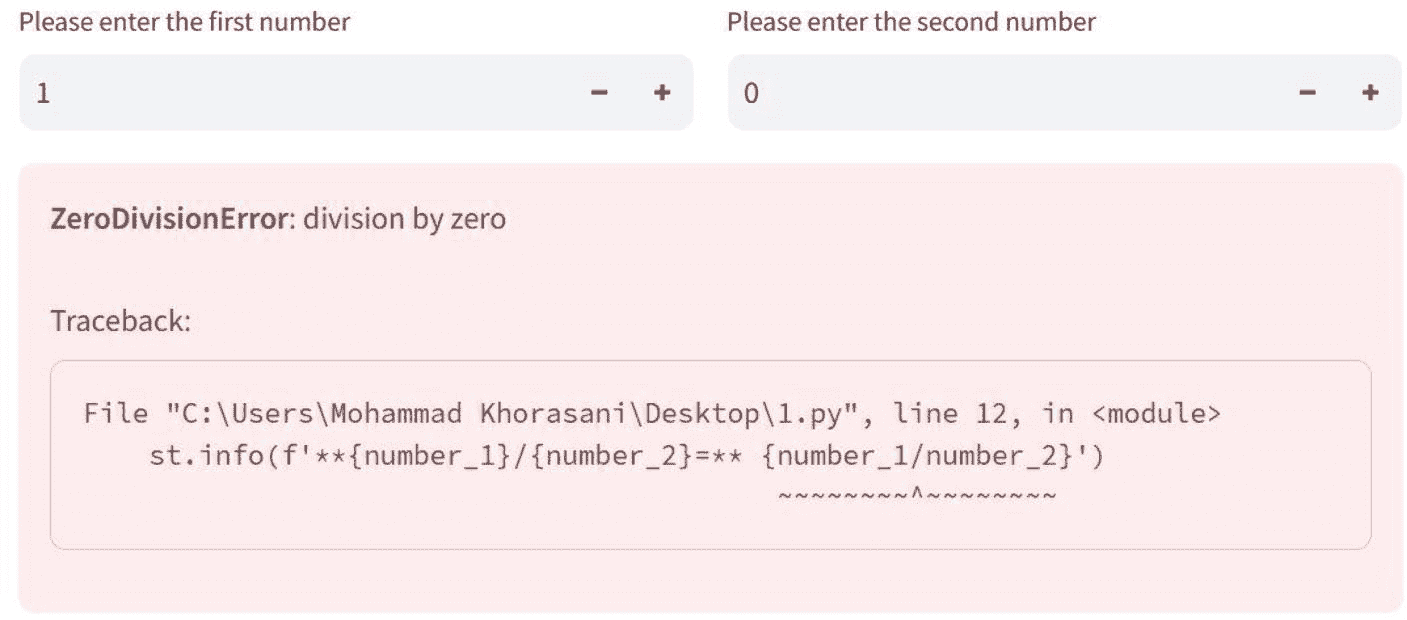 Please enter the first number
Please enter the second number
1 − +
0 − +
ZeroDivisionError: division by zero
Traceback:
File "C:\Users\Mohammad Khorasani\Desktop\1.py", line 12, in <module>
st.info(f'**{number_1}/{number_2}=** {number_1/number_2}')
~~~~~~~~^~~~~~~~~